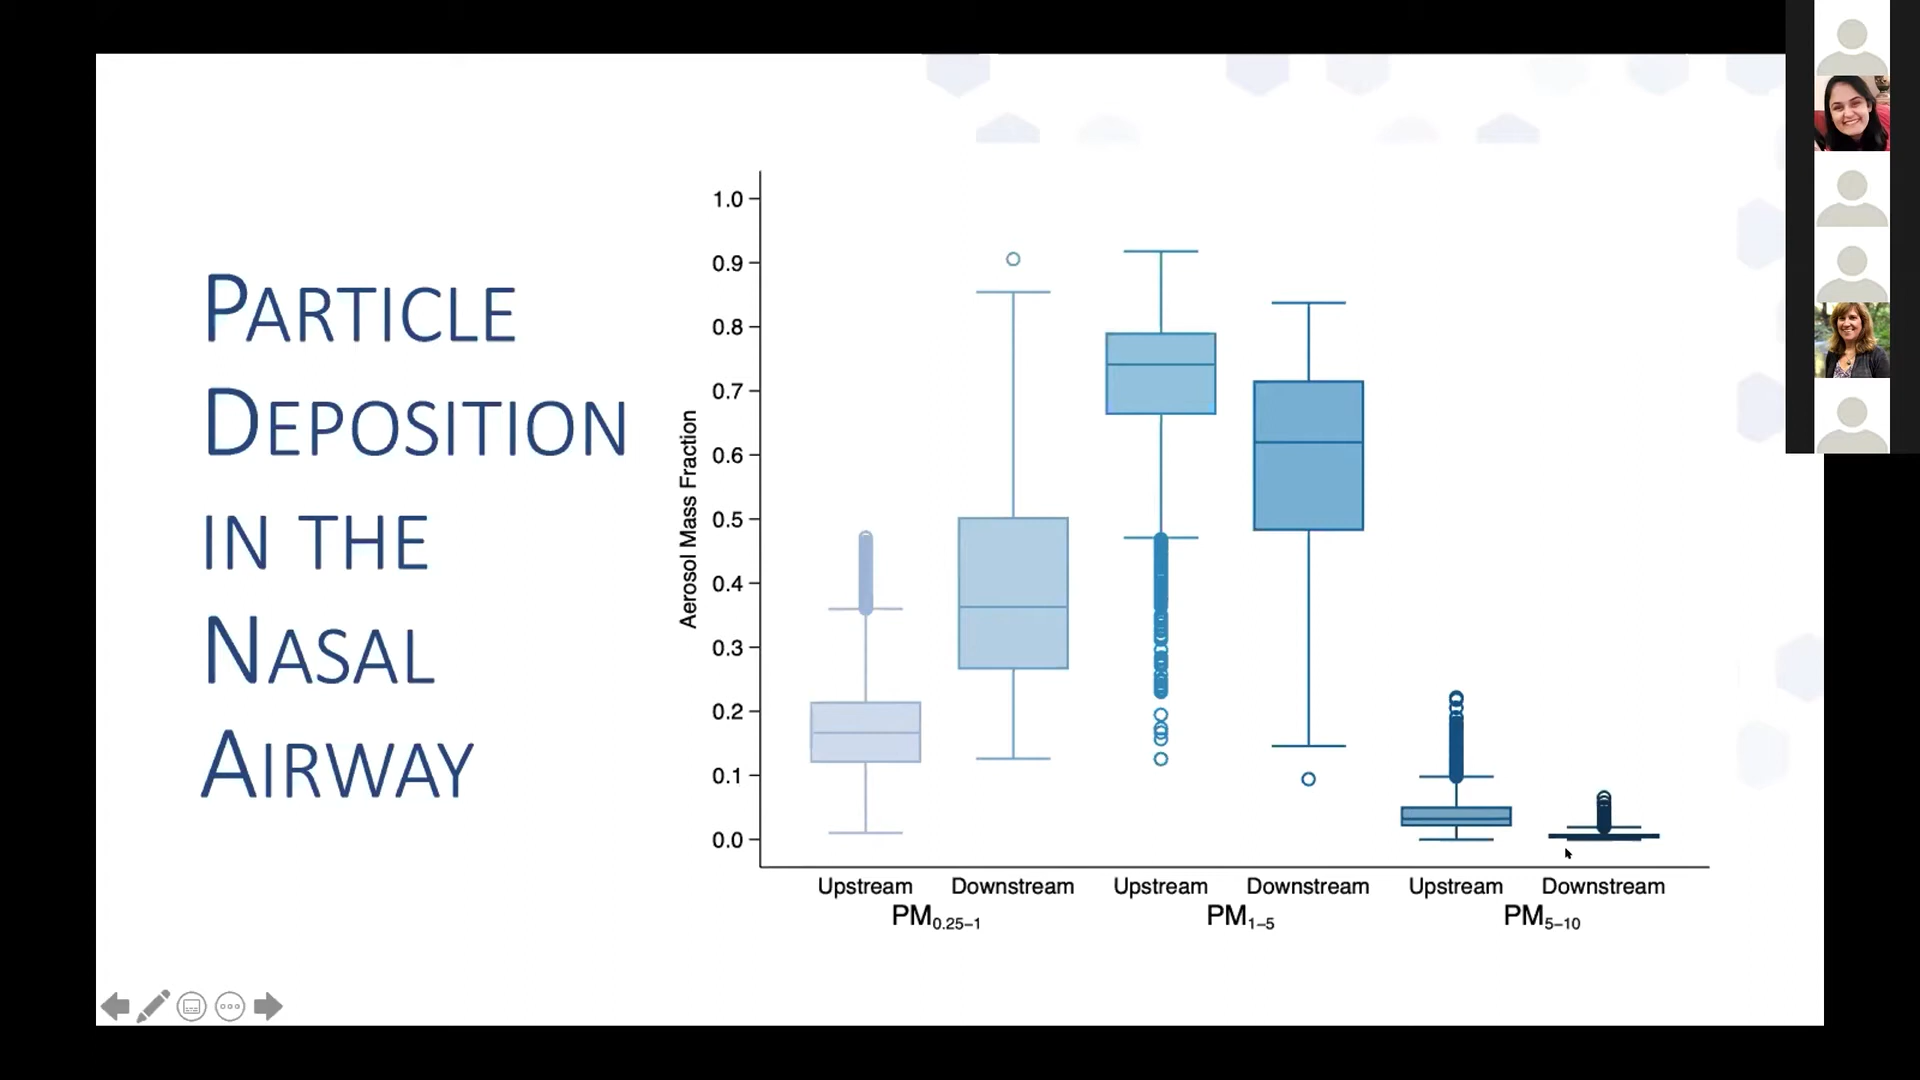 PARTICLE
DEPOSITION
IN THE
NASAL
AIRWAY
Aerosol Mass Fraction
1.0
0.9
0.8
0.7
0.6
0.5
0.4
0.3
0.2
0.1
0.0
Upstream Downstream Upstream Downstream Upstream Downstream
PM0.25–1 PM1–5 PM5–10